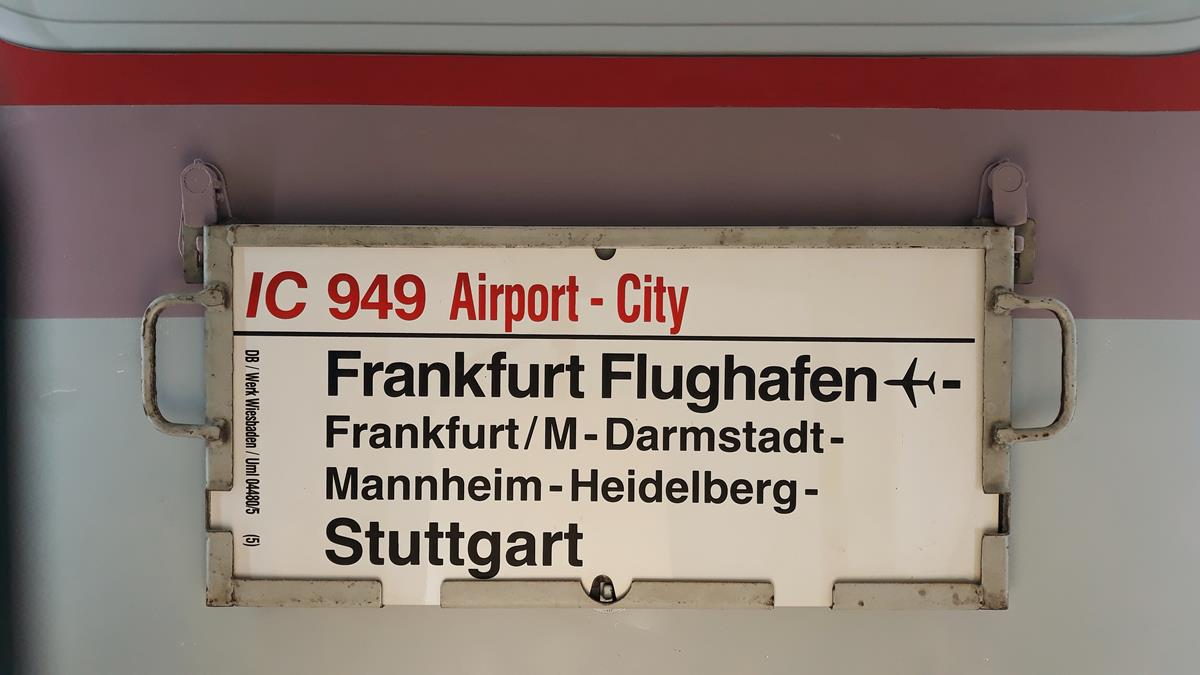 IC 949 Airport - City
Frankfurt Flughafen -
Frankfurt/M - Darmstadt -
Mannheim - Heidelberg -
Stuttgart
DB / Werk Wiesbaden / Uml 04480/5 (5)